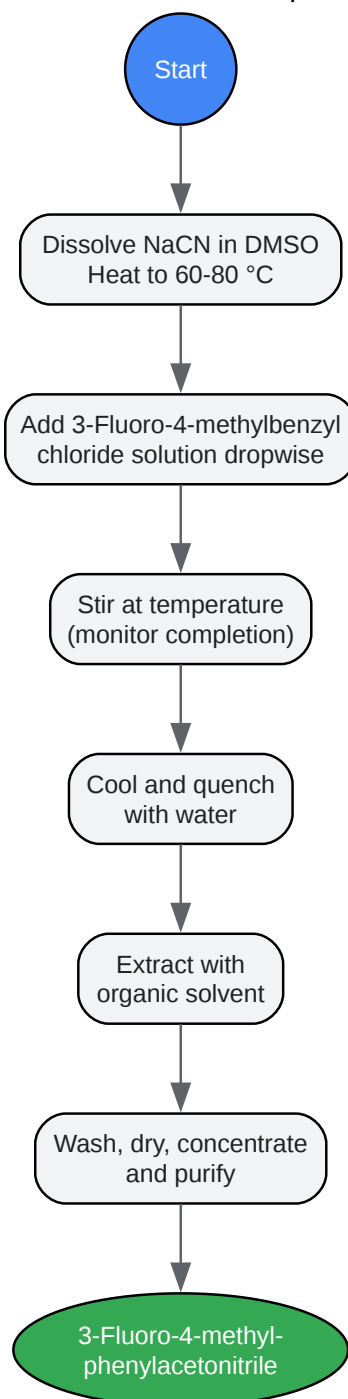 Start
Dissolve NaCN in DMSO
Heat to 60-80 °C
Add 3-Fluoro-4-methylbenzyl
chloride solution dropwise
Stir at temperature
(monitor completion)
Cool and quench
with water
Extract with
organic solvent
Wash, dry, concentrate
and purify
3-Fluoro-4-methyl-
phenylacetonitrile